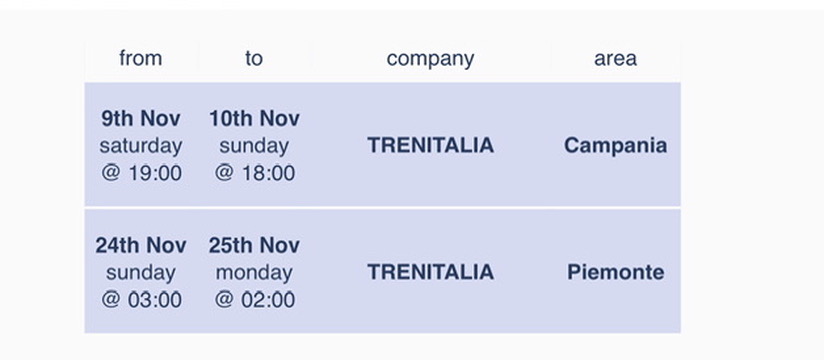 from to company area
9th Nov 10th Nov
saturday sunday TRENITALIA Campania
@ 19:00 @ 18:00
24th Nov 25th Nov
sunday monday TRENITALIA Piemonte
@ 03:00 @ 02:00